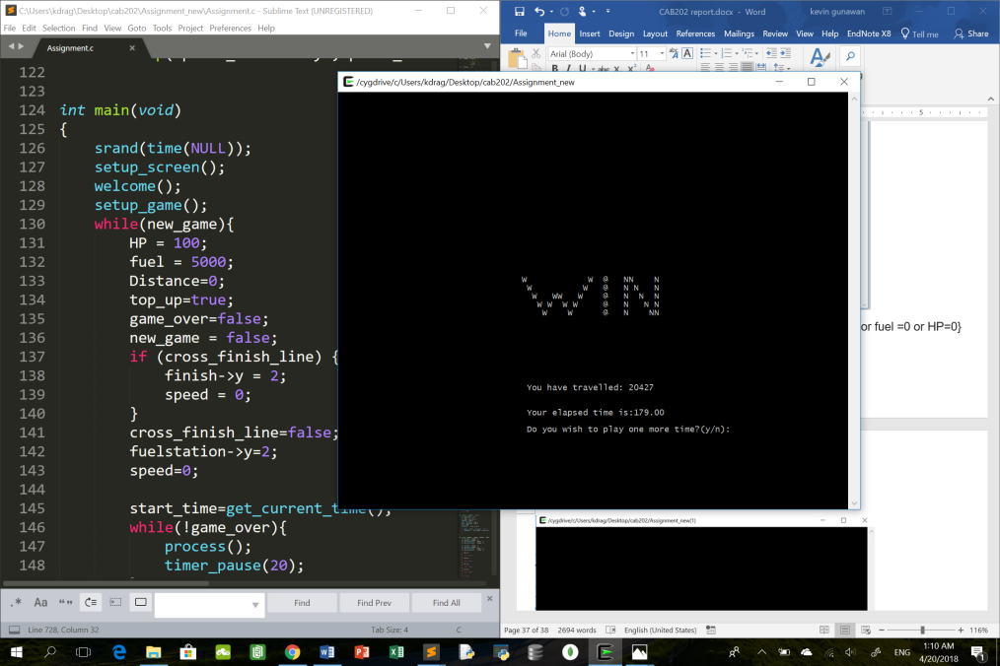 C:\Users\kdrag\Desktop\cab202\Assignment_new\Assignment.c - Sublime Text (UNREGISTERED)
File Edit Selection Find View Goto Tools Project Preferences Help
Assignment.c
122
123
124 int main(void)
125 {
126 srand(time(NULL));
127 setup_screen();
128 welcome();
129 setup_game();
130 while(new_game){
131 HP = 100;
132 fuel = 5000;
133 Distance=0;
134 top_up=true;
135 game_over=false;
136 new_game = false;
137 if (cross_finish_line) {
138 finish->y = 2;
139 speed = 0;
140 }
141 cross_finish_line=false;
142 fuelstation->y=2;
143 speed=0;
144
145 start_time=get_current_time();
146 while(!game_over){
147 process();
148 timer_pause(20);
.* Aa Find Find Prev Find All
Line 728, Column 32 Tab Size: 4 C
CAB202 report.docx - Word kevin gunawan
File Home Insert Design Layout References Mailings Review View Help EndNote X8 Tell me Share
Arial (Body) 11
/cygdrive/c/Users/kdrag/Desktop/cab202/Assignment_new
5
W W @ NN N
W W @ N N N
W WW W @ N N N
W W W W @ N N N
W W @ N NN
You have travelled: 20427
Your elapsed time is:179.00
Do you wish to play one more time?(y/n):
or fuel =0 or HP=0}
/cygdrive/c/Users/kdrag/Desktop/cab202/Assignment_new(1)
Page 37 of 38 2694 words English (United States) 116%
ENG 1:10 AM
4/20/2018
1